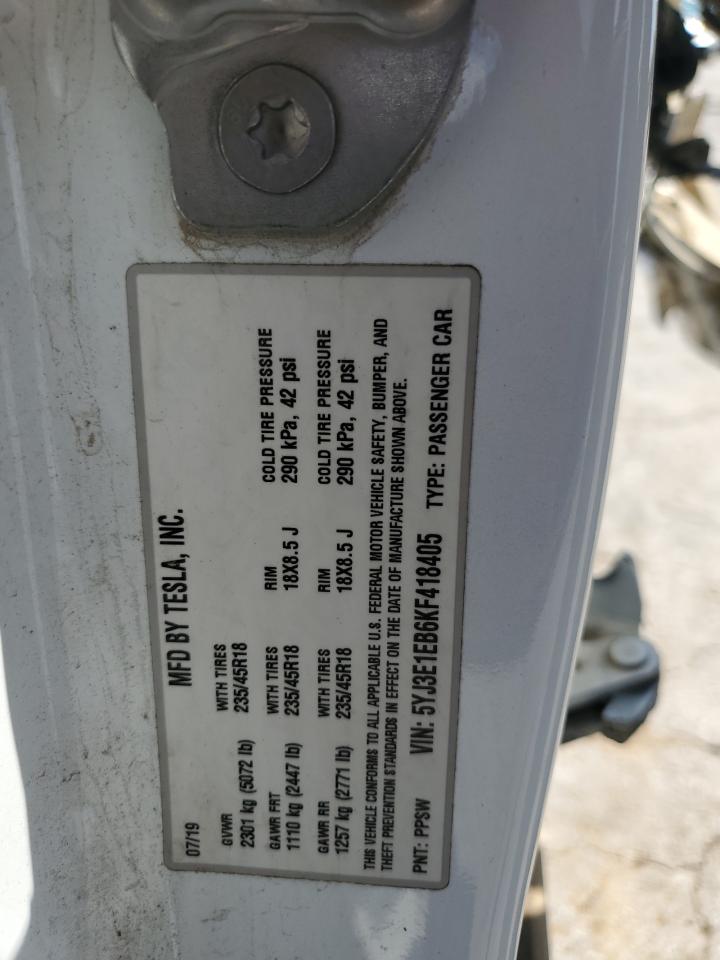 MFD BY TESLA, INC.
07/19
GVWR WITH TIRES
2301 kg (5072 lb) 235/45R18
GAWR FRT WITH TIRES RIM COLD TIRE PRESSURE
1110 kg (2447 lb) 235/45R18 18X8.5 J 290 kPa, 42 psi
GAWR RR WITH TIRES RIM COLD TIRE PRESSURE
1257 kg (2771 lb) 235/45R18 18X8.5 J 290 kPa, 42 psi
THIS VEHICLE CONFORMS TO ALL APPLICABLE U.S. FEDERAL MOTOR VEHICLE SAFETY, BUMPER, AND
THEFT PREVENTION STANDARDS IN EFFECT ON THE DATE OF MANUFACTURE SHOWN ABOVE.
PNT: PPSW VIN: 5YJ3E1EB6KF418405 TYPE: PASSENGER CAR